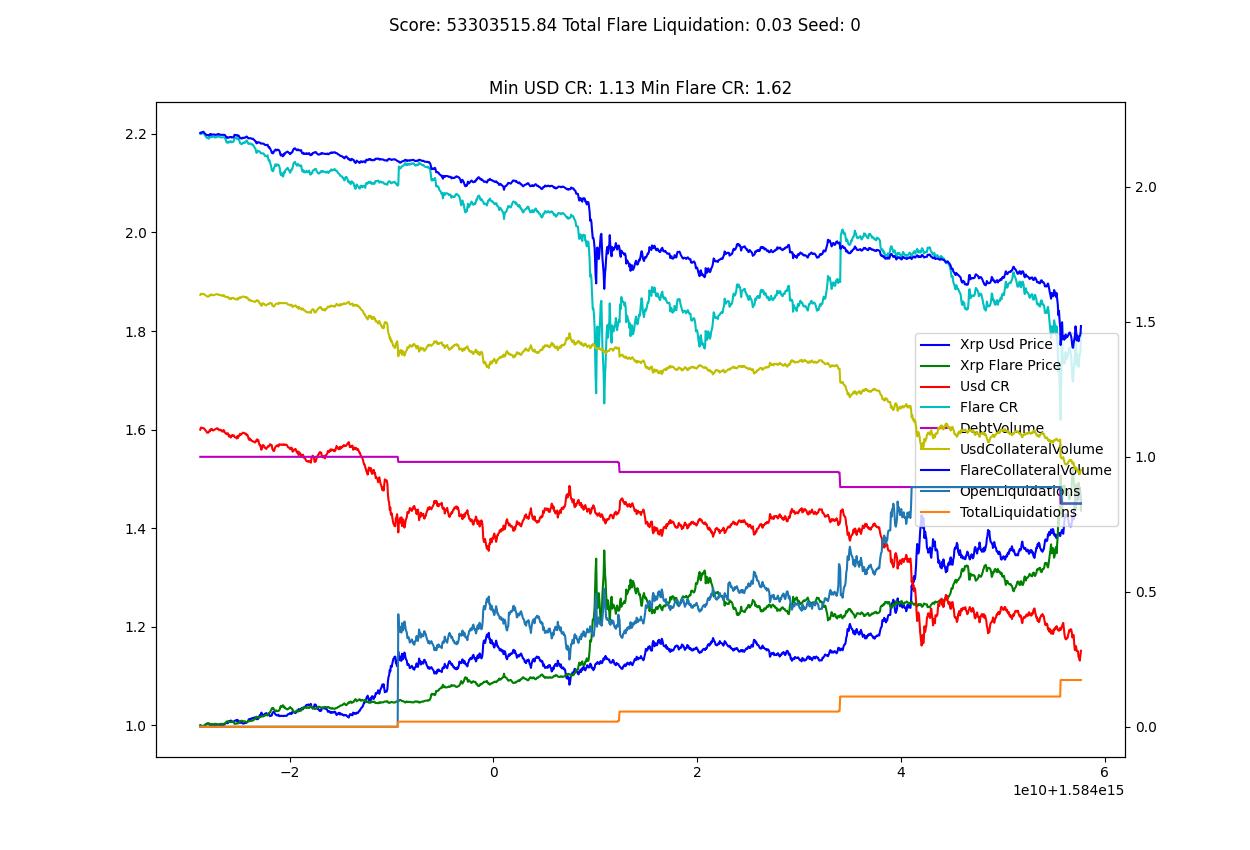 Score: 53303515.84 Total Flare Liquidation: 0.03 Seed: 0
Min USD CR: 1.13 Min Flare CR: 1.62
2.2
2.0
1.8
1.6
1.4
1.2
1.0
2.0
1.5
1.0
0.5
0.0
Xrp Usd Price
Xrp Flare Price
Usd CR
Flare CR
DebtVolume
UsdCollateralVolume
FlareCollateralVolume
OpenLiquidations
TotalLiquidations
−2
0
2
4
6
1e10+1.584e15